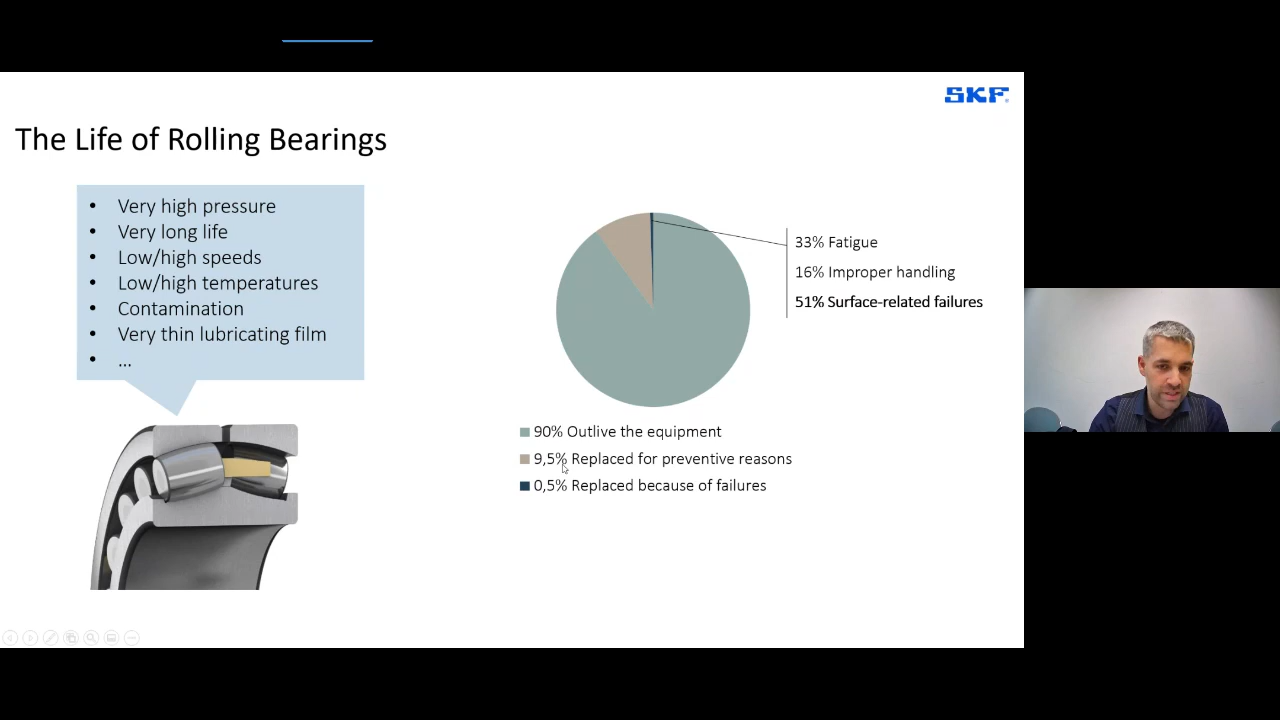 SKF
The Life of Rolling Bearings
• Very high pressure
• Very long life
• Low/high speeds
• Low/high temperatures
• Contamination
• Very thin lubricating film
• ...
33% Fatigue
16% Improper handling
51% Surface-related failures
90% Outlive the equipment
9,5% Replaced for preventive reasons
0,5% Replaced because of failures